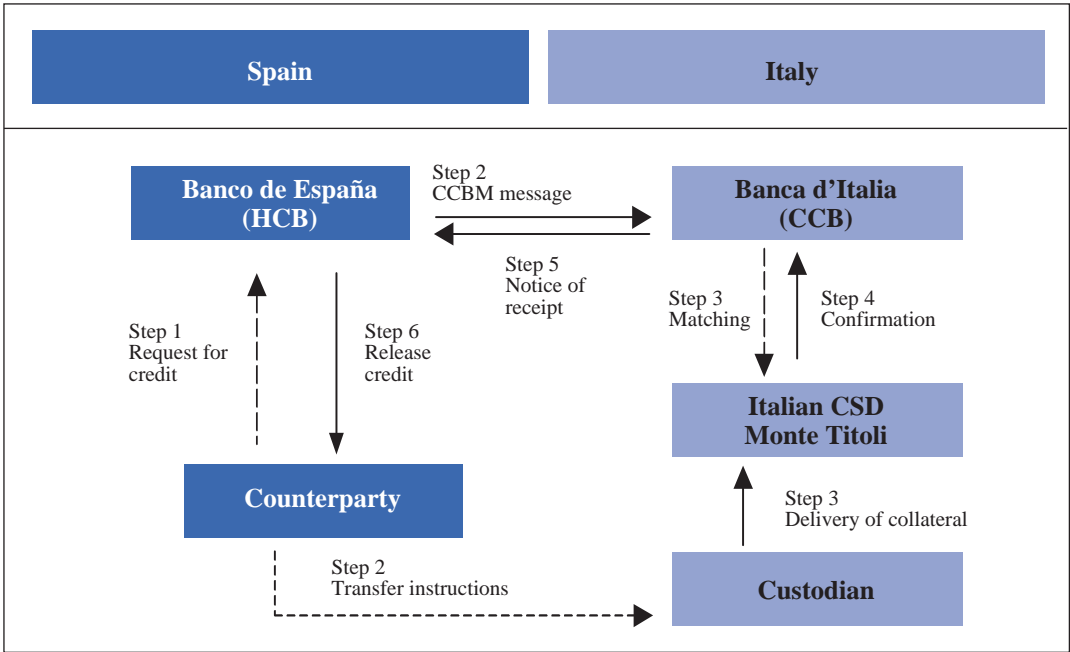 Spain
Italy
Banco de España
(HCB)
Step 2
CCBM message
Banca d’Italia
(CCB)
Step 5
Notice of
receipt
Step 1
Request for
credit
Step 6
Release
credit
Step 3
Matching
Step 4
Confirmation
Italian CSD
Monte Titoli
Counterparty
Step 3
Delivery of collateral
Step 2
Transfer instructions
Custodian